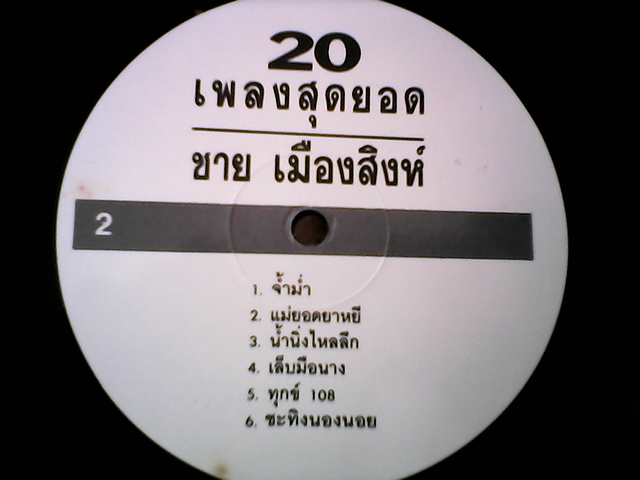 20
เพลงสุดยอด
ชาย เมืองสิงห์
2
1. จ้ำม่ำ
2. แม่ยอดยาหยี
3. น้ำนิ่งไหลลึก
4. เล็บมือนาง
5. ทุกข์ 108
6. ชะทิงนองนอย